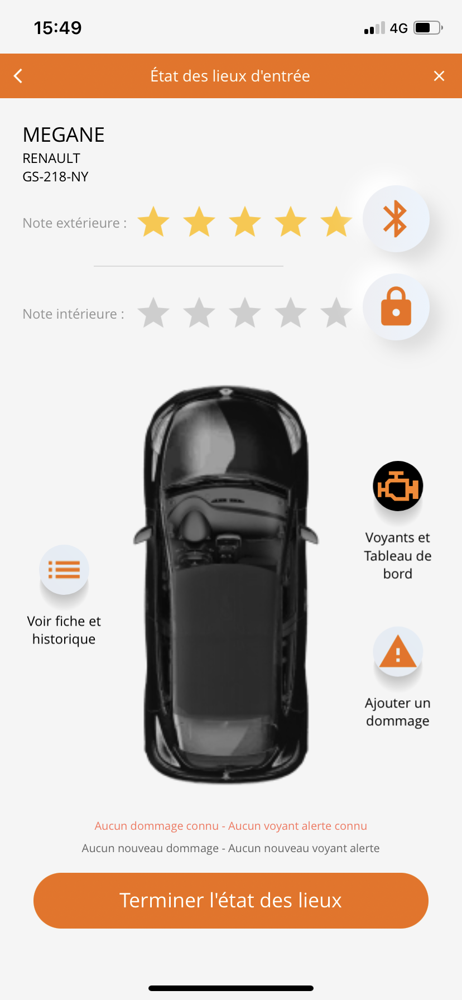 15:49
4G
État des lieux d'entrée
MEGANE
RENAULT
GS-218-NY
Note extérieure :
Note intérieure :
Voyants et
Tableau de
bord
Voir fiche et
historique
Ajouter un
dommage
Aucun dommage connu - Aucun voyant alerte connu
Aucun nouveau dommage - Aucun nouveau voyant alerte
Terminer l'état des lieux